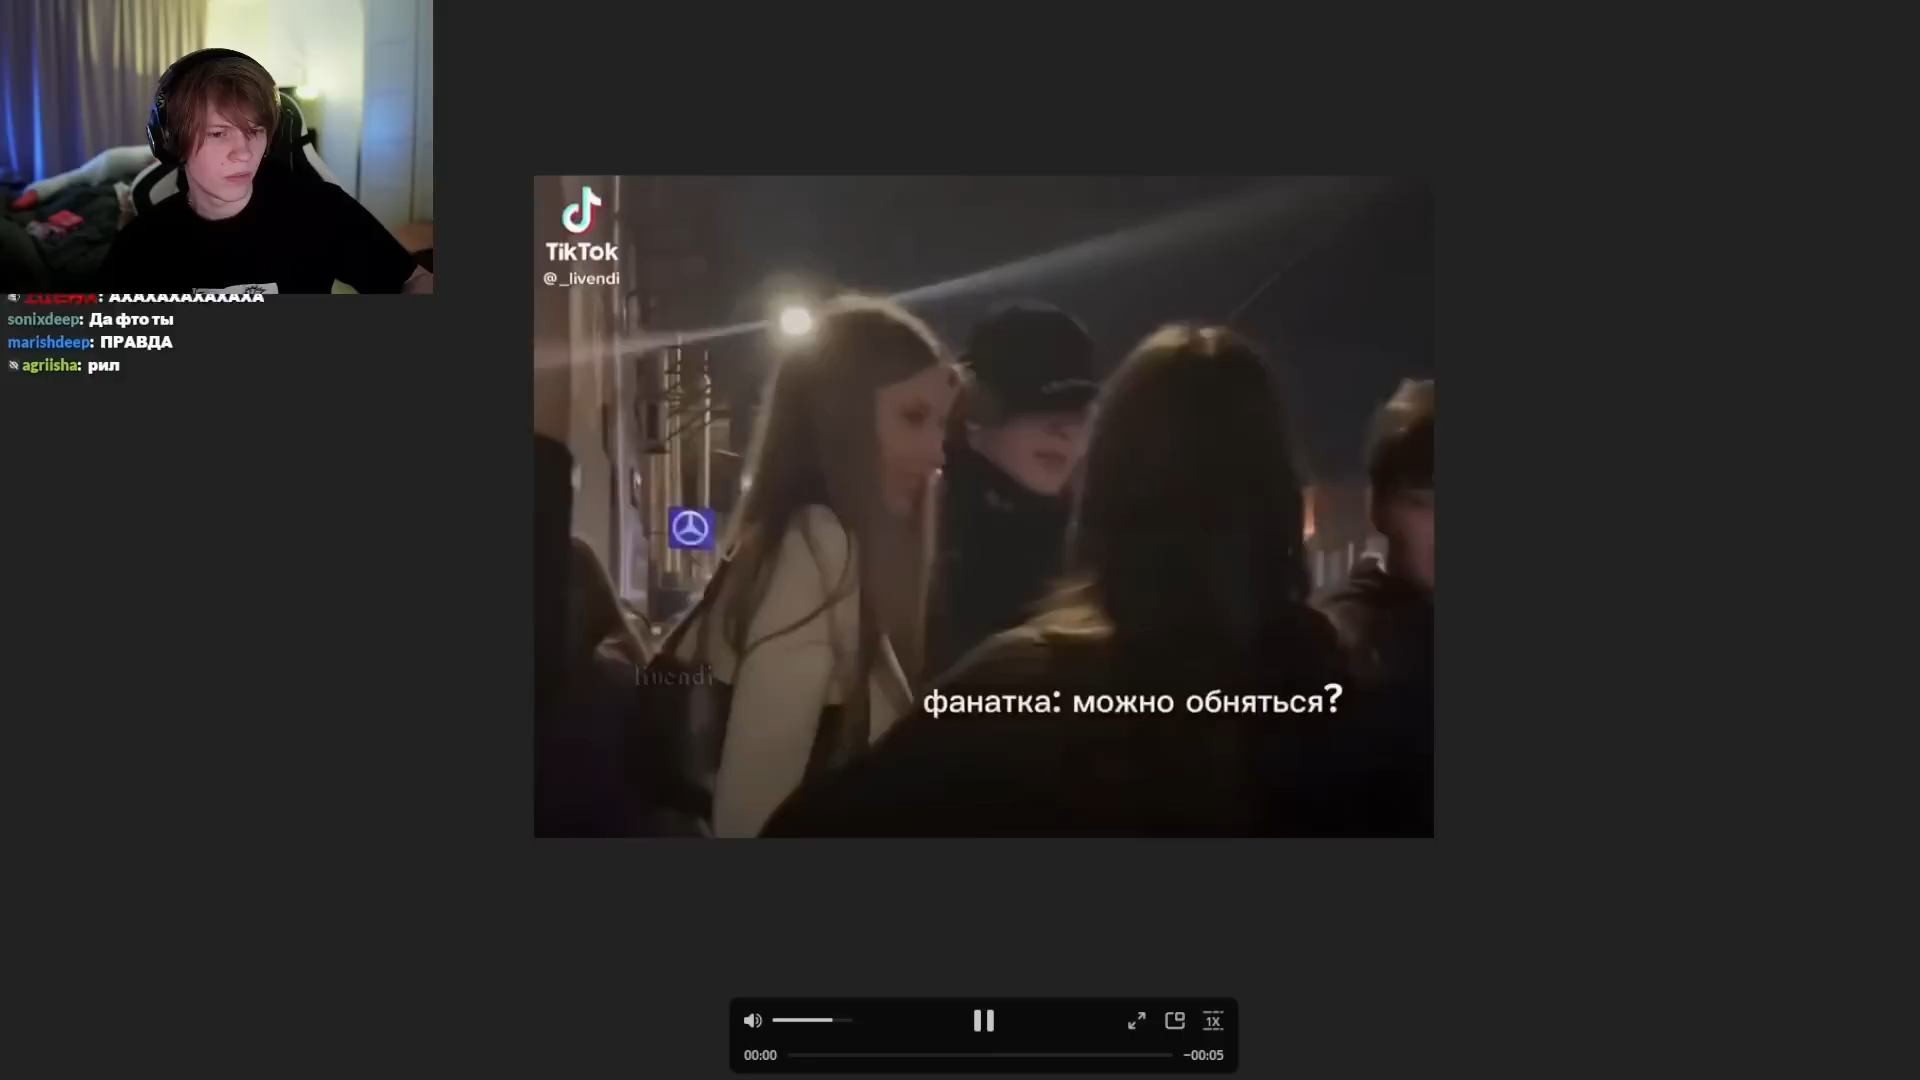 : АХАХАХАХАХАХА
sonixdeep: Да фто ты
marishdeep: ПРАВДА
agriisha: рил
TikTok
@_livendi
livendi
фанатка: можно обняться?
1X
00:00
-00:05